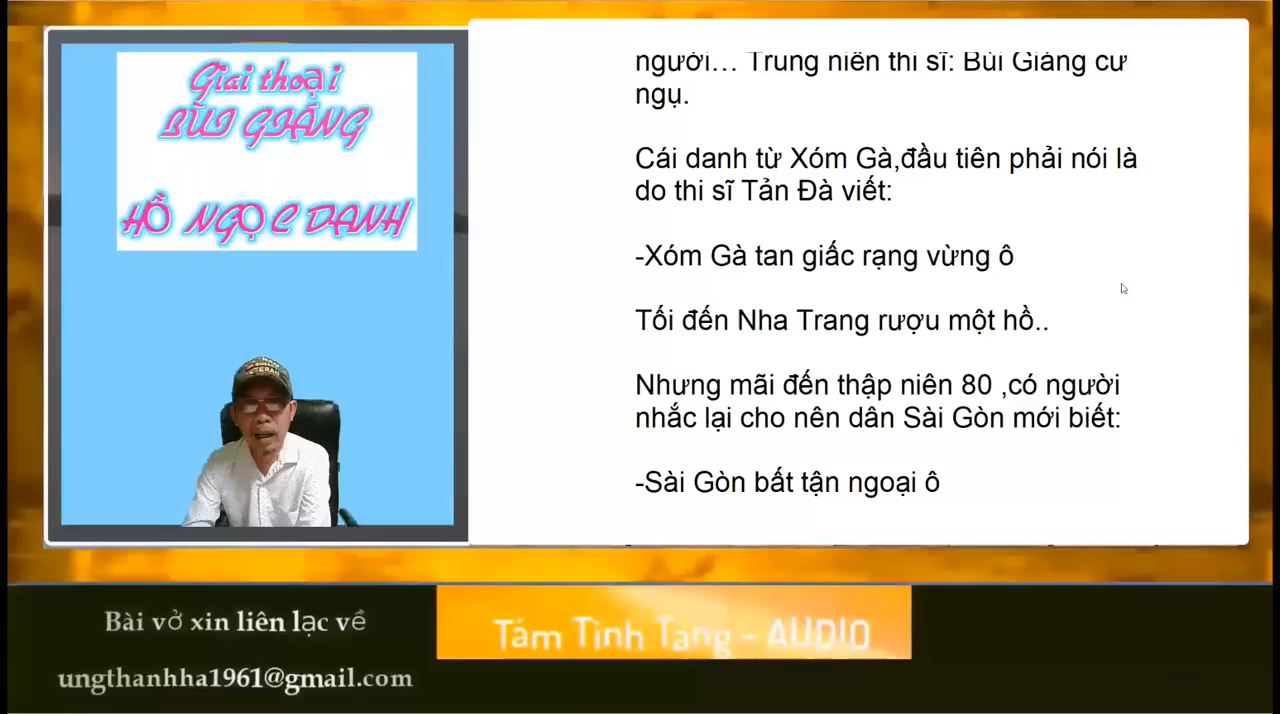 Giai thoại
BÙI GIÁNG
HỒ NGỌC DANH
VETERAN
người... Trung niên thi sĩ: Bùi Giáng cư
ngụ.
Cái danh từ Xóm Gà,đầu tiên phải nói là
do thi sĩ Tản Đà viết:
-Xóm Gà tan giấc rạng vừng ô
Tối đến Nha Trang rượu một hồ..
Nhưng mãi đến thập niên 80 ,có người
nhắc lại cho nên dân Sài Gòn mới biết:
-Sài Gòn bất tận ngoại ô
Bài vở xin liên lạc về
ungthanhha1961@gmail.com
Tám Tình Tang - AUDIO